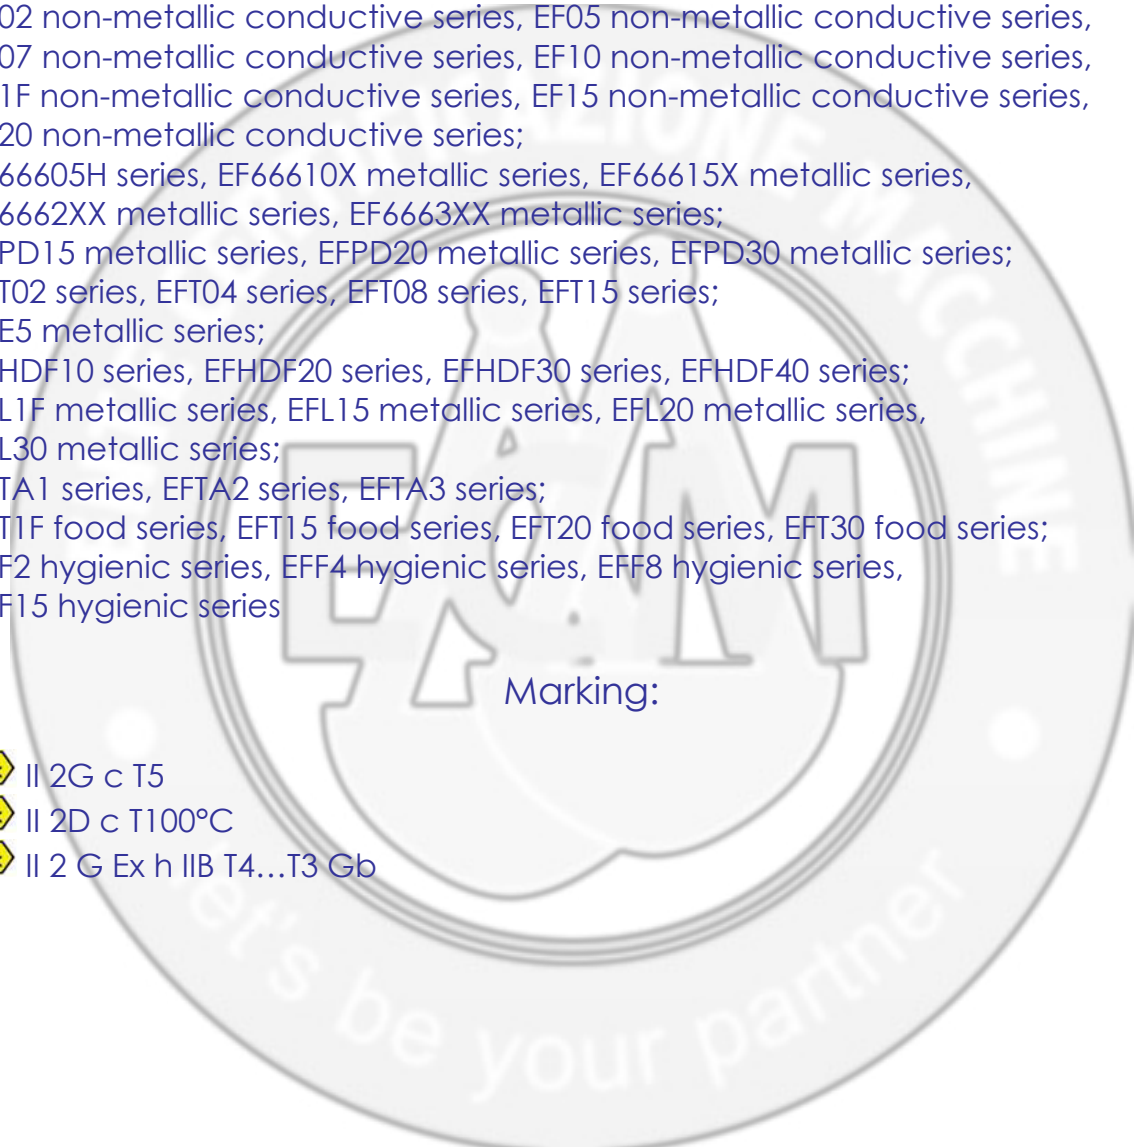 02 non-metallic conductive series, EF05 non-metallic conductive series,
07 non-metallic conductive series, EF10 non-metallic conductive series,
1F non-metallic conductive series, EF15 non-metallic conductive series,
20 non-metallic conductive series;
66605H series, EF66610X metallic series, EF66615X metallic series,
6662XX metallic series, EF6663XX metallic series;
PD15 metallic series, EFPD20 metallic series, EFPD30 metallic series;
T02 series, EFT04 series, EFT08 series, EFT15 series;
E5 metallic series;
HDF10 series, EFHDF20 series, EFHDF30 series, EFHDF40 series;
L1F metallic series, EFL15 metallic series, EFL20 metallic series,
L30 metallic series;
TA1 series, EFTA2 series, EFTA3 series;
T1F food series, EFT15 food series, EFT20 food series, EFT30 food series;
F2 hygienic series, EFF4 hygienic series, EFF8 hygienic series,
F15 hygienic series
Marking:
II 2G c T5
II 2D c T100°C
II 2 G Ex h IIB T4…T3 Gb
MACCHINE
ECM
let's be your partner